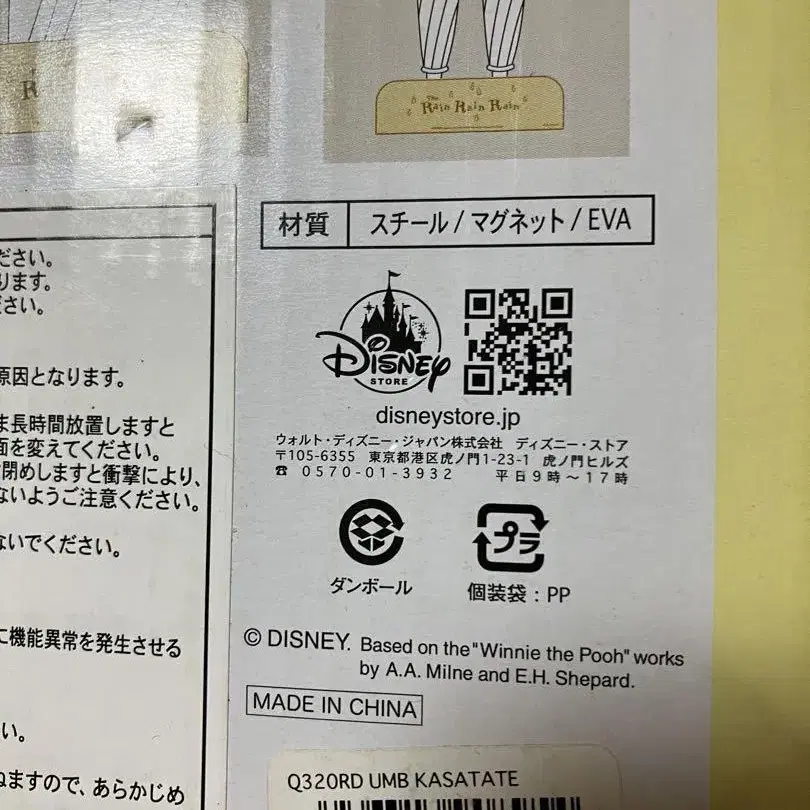 R
The
Rain Rain Rain
材質 スチール / マグネット / EVA
ださい。
ります。
ださい。
原因となります。
ま長時間放置しますと
面を変えてください。
閉めしますと衝撃により、
ないようご注意ください。
ないでください。
に機能異常を発生させる
い。
ねますので、あらかじめ
Disney
STORE
disneystore.jp
ウォルト・ディズニー・ジャパン株式会社 ディズニー・ストア
〒105-6355 東京都港区虎ノ門1-23-1 虎ノ門ヒルズ
☎ 0570-01-3932 平日9時～17時
プラ
ダンボール
個装袋：PP
© DISNEY. Based on the "Winnie the Pooh" works
by A.A. Milne and E.H. Shepard.
MADE IN CHINA
Q320RD UMB KASATATE